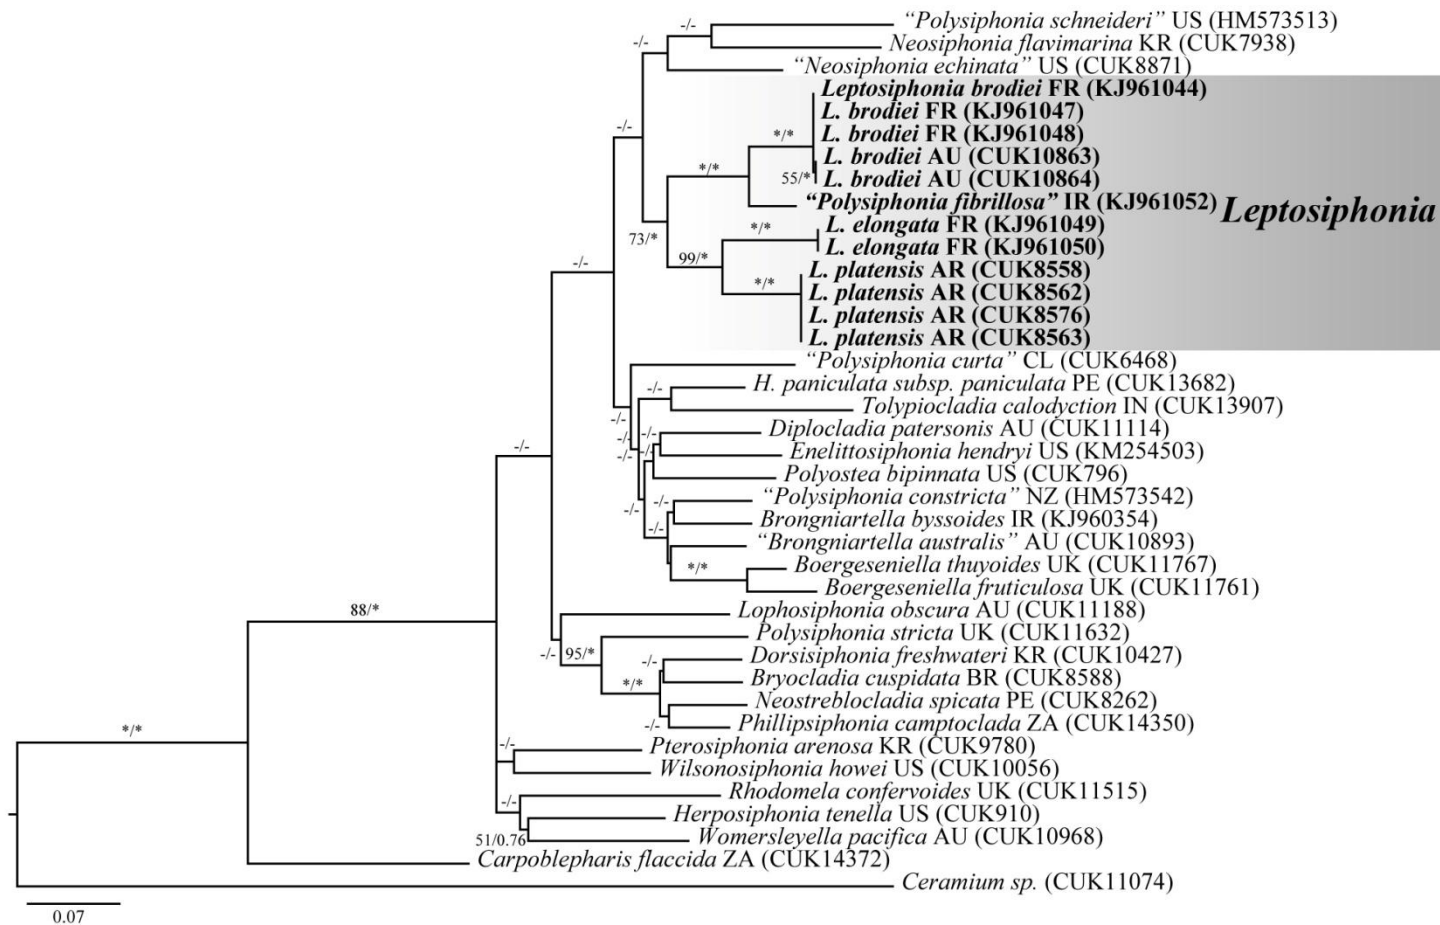 -/-
"Polysiphonia schneideri" US (HM573513)
-/-
Neosiphonia flavimarina KR (CUK7938)
"Neosiphonia echinata" US (CUK8871)
Leptosiphonia brodiei FR (KJ961044)
L. brodiei FR (KJ961047)
-/-
*/*
L. brodiei FR (KJ961048)
L. brodiei AU (CUK10863)
*/*
55/*
L. brodiei AU (CUK10864)
"Polysiphonia fibrillosa" IR (KJ961052)
Leptosiphonia
*/*
L. elongata FR (KJ961049)
73/*
L. elongata FR (KJ961050)
99/*
-/-
L. platensis AR (CUK8558)
*/*
L. platensis AR (CUK8562)
L. platensis AR (CUK8576)
L. platensis AR (CUK8563)
"Polysiphonia curta" CL (CUK6468)
-/-
H. paniculata subsp. paniculata PE (CUK13682)
Tolypiocladia calodyction IN (CUK13907)
-/-
Diplocladia patersonis AU (CUK11114)
-/-
-/-
-/-
-/-
-/-
Enelittosiphonia hendryi US (KM254503)
Polyostea bipinnata US (CUK796)
"Polysiphonia constricta" NZ (HM573542)
-/-
-/-
Brongniartella byssoides IR (KJ960354)
-/-
"Brongniartella australis" AU (CUK10893)
*/*
Boergeseniella thuyoides UK (CUK11767)
Boergeseniella fruticulosa UK (CUK11761)
88/*
Lophosiphonia obscura AU (CUK11188)
Polysiphonia stricta UK (CUK11632)
-/-
95/*
Dorsisiphonia freshwateri KR (CUK10427)
-/-
*/*
Bryocladia cuspidata BR (CUK8588)
Neostreblocladia spicata PE (CUK8262)
*/*
-/-
Phillipsiphonia camptoclada ZA (CUK14350)
-/-
Pterosiphonia arenosa KR (CUK9780)
Wilsonosiphonia howei US (CUK10056)
-/-
Rhodomela confervoides UK (CUK11515)
Herposiphonia tenella US (CUK910)
51/0.76
Womersleyella pacifica AU (CUK10968)
Carpoblepharis flaccida ZA (CUK14372)
Ceramium sp. (CUK11074)
0.07